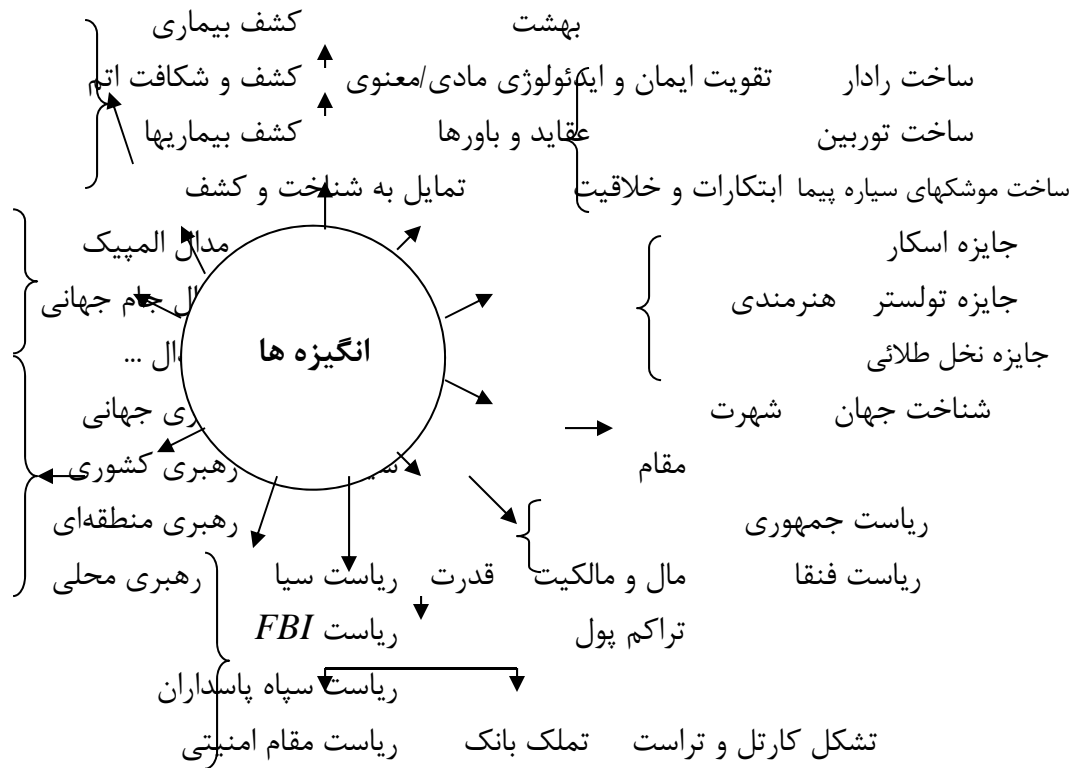 بهشت کشف بیماری
ساخت رادار تقویت ایمان و ایدئولوژی مادی/معنوی کشف و شکافت اتم
ساخت توربین عقاید و باورها کشف بیماریها
ساخت موشکهای سیاره پیما ابتکارات و خلاقیت تمایل به شناخت و کشف
جایزه اسکار مدال المپیک
جایزه تولستر هنرمندی جام جهانی
جایزه نخل طلائی ...
انگیزه ها
شناخت جهان شهرت جهانی
مقام رهبری کشوری
ریاست جمهوری رهبری منطقه‌ای
ریاست فنقا مال و مالکیت قدرت ریاست سیا رهبری محلی
تراکم پول ریاست FBI
ریاست سپاه پاسداران
تشکل کارتل و تراست تملک بانک ریاست مقام امنیتی